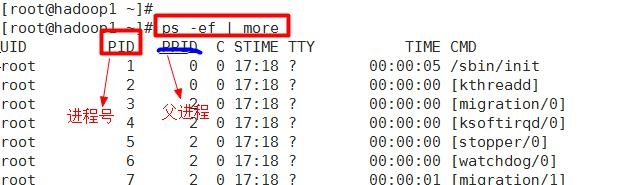 [root@hadoop1 ~]#
[root@hadoop1 ~]# ps -ef | more
UID PID PPID C STIME TTY TIME CMD
root 1 0 0 17:18 ? 00:00:05 /sbin/init
root 2 0 0 17:18 ? 00:00:00 [kthreadd]
root 3 2 0 17:18 ? 00:00:00 [migration/0]
root 4 2 0 17:18 ? 00:00:00 [ksoftirqd/0]
root 5 2 0 17:18 ? 00:00:00 [stopper/0]
root 6 2 0 17:18 ? 00:00:00 [watchdog/0]
root 7 2 0 17:18 ? 00:00:01 [migration/1]
进程号
父进程